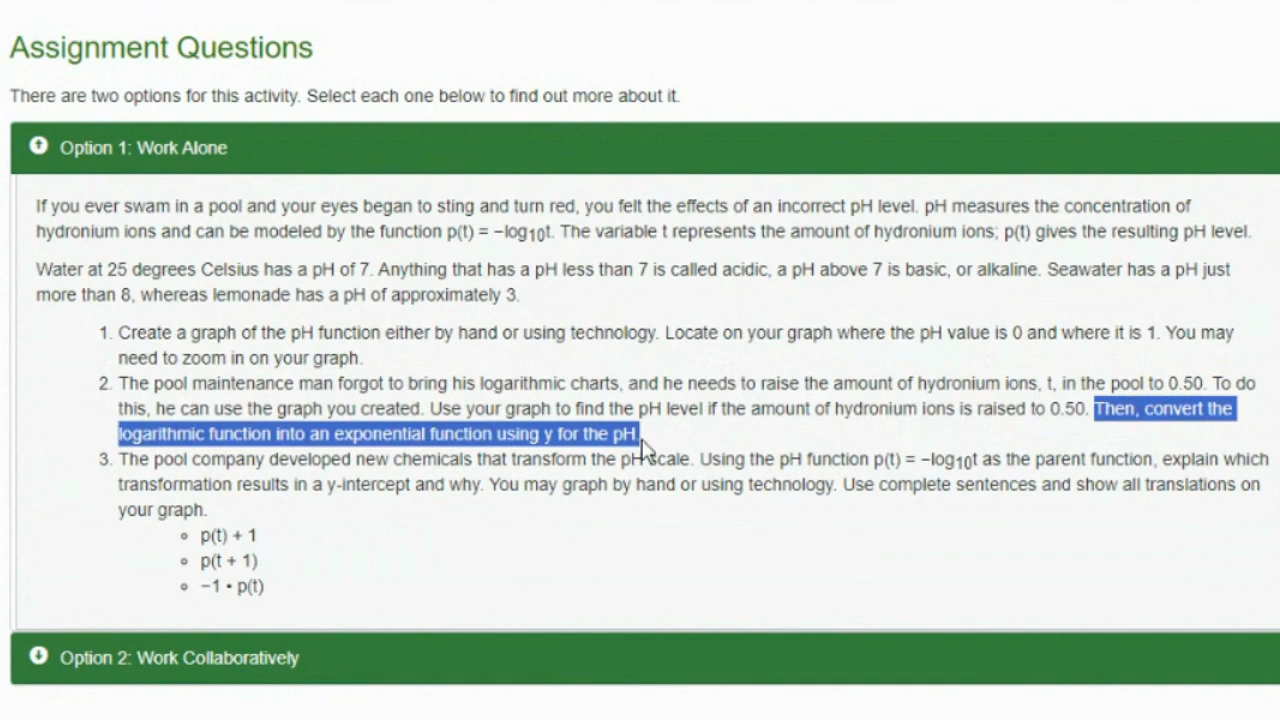 Assignment Questions
There are two options for this activity. Select each one below to find out more about it.
Option 1: Work Alone
If you ever swam in a pool and your eyes began to sting and turn red, you felt the effects of an incorrect pH level. pH measures the concentration of
hydronium ions and can be modeled by the function p(t) = −log₁₀t. The variable t represents the amount of hydronium ions; p(t) gives the resulting pH level.
Water at 25 degrees Celsius has a pH of 7. Anything that has a pH less than 7 is called acidic, a pH above 7 is basic, or alkaline. Seawater has a pH just
more than 8, whereas lemonade has a pH of approximately 3.
1. Create a graph of the pH function either by hand or using technology. Locate on your graph where the pH value is 0 and where it is 1. You may
need to zoom in on your graph.
2. The pool maintenance man forgot to bring his logarithmic charts, and he needs to raise the amount of hydronium ions, t, in the pool to 0.50. To do
this, he can use the graph you created. Use your graph to find the pH level if the amount of hydronium ions is raised to 0.50. Then, convert the
logarithmic function into an exponential function using y for the pH.
3. The pool company developed new chemicals that transform the pH scale. Using the pH function p(t) = −log₁₀t as the parent function, explain which
transformation results in a y-intercept and why. You may graph by hand or using technology. Use complete sentences and show all translations on
your graph.
∘ p(t) + 1
∘ p(t + 1)
∘ −1 • p(t)
Option 2: Work Collaboratively